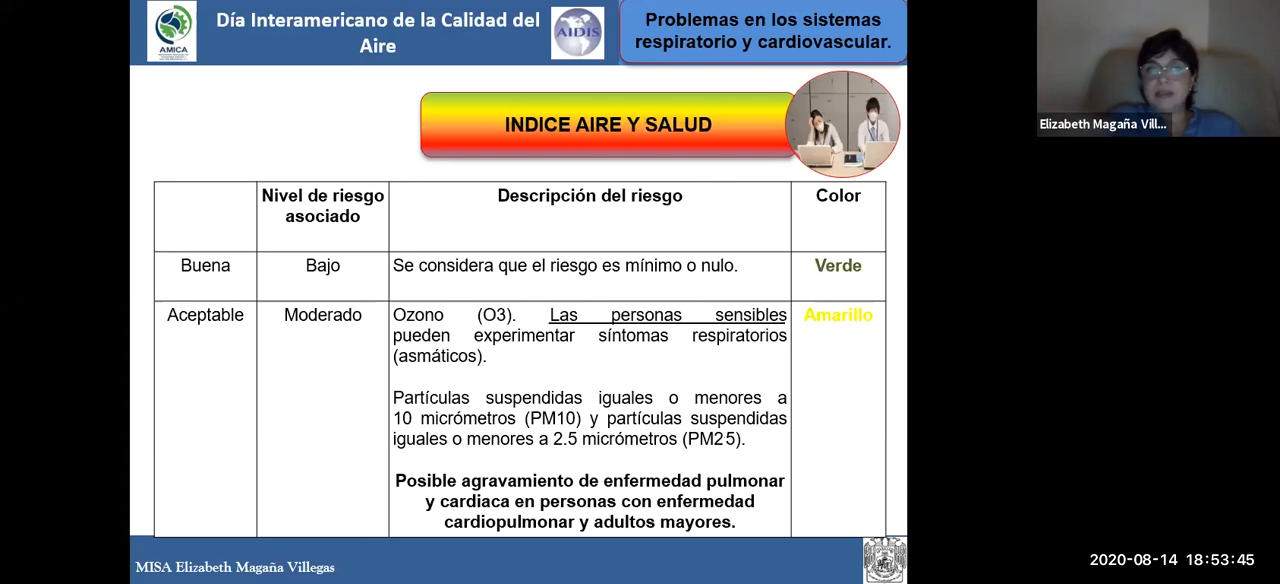 Día Interamericano de la Calidad del
Aire
AMICA
AIDIS
Problemas en los sistemas
respiratorio y cardiovascular.
Elizabeth Magaña Vill...
INDICE AIRE Y SALUD
Nivel de riesgo
asociado
Descripción del riesgo
Color
Buena
Bajo
Se considera que el riesgo es mínimo o nulo.
Verde
Aceptable
Moderado
Ozono (O3). Las personas sensibles
pueden experimentar síntomas respiratorios
(asmáticos).
Amarillo
Partículas suspendidas iguales o menores a
10 micrómetros (PM10) y partículas suspendidas
iguales o menores a 2.5 micrómetros (PM2.5).
Posible agravamiento de enfermedad pulmonar
y cardiaca en personas con enfermedad
cardiopulmonar y adultos mayores.
MISA Elizabeth Magaña Villegas
2020-08-14 18:53:45